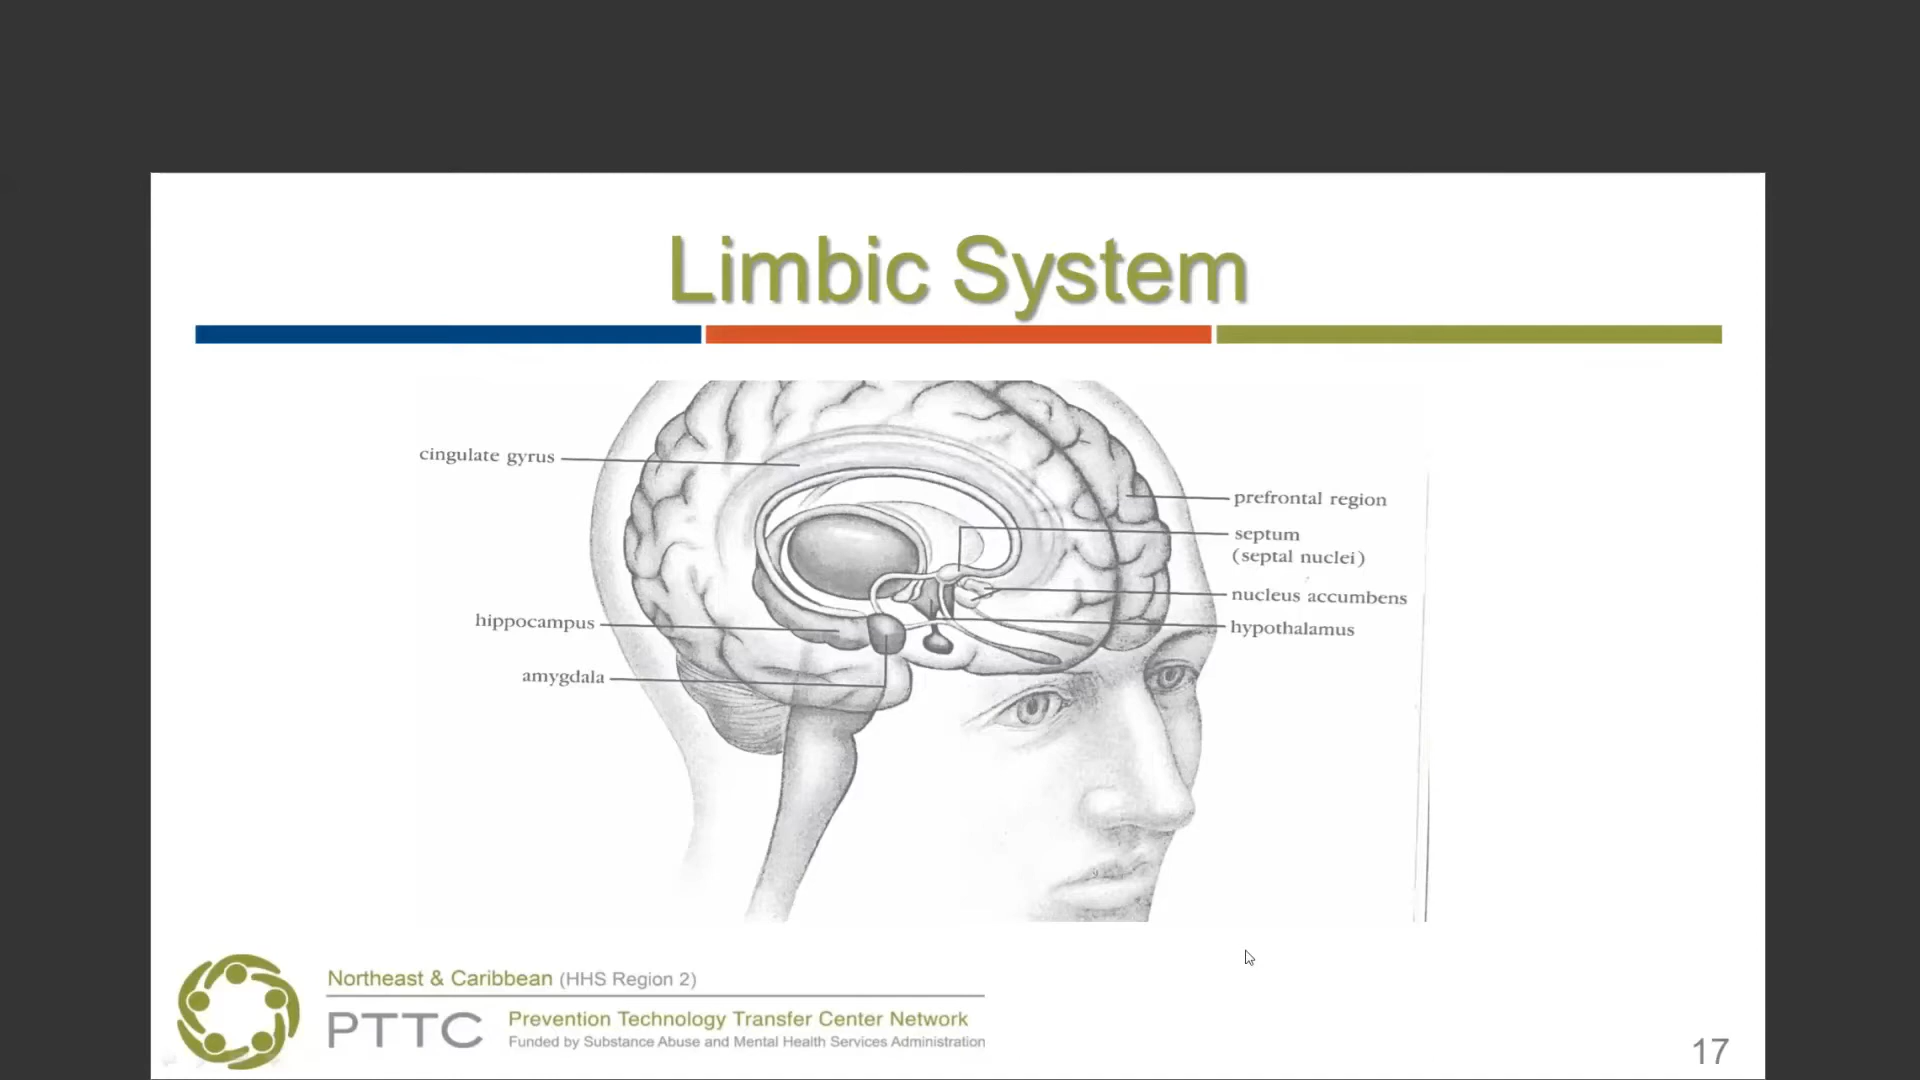 Limbic System
cingulate gyrus
prefrontal region
septum
(septal nuclei)
nucleus accumbens
hippocampus
hypothalamus
amygdala
Northeast & Caribbean (HHS Region 2)
PTTC
Prevention Technology Transfer Center Network
Funded by Substance Abuse and Mental Health Services Administration
17